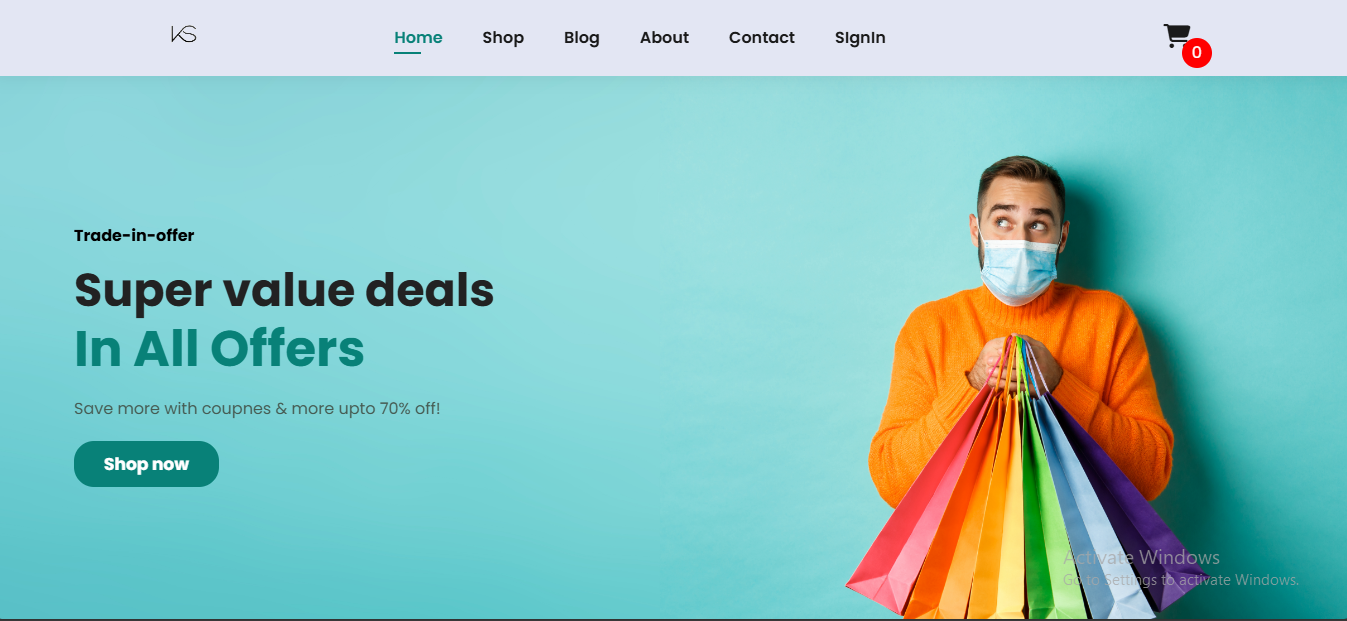 KS
Home Shop Blog About Contact SIgnIn
0
Trade-in-offer
Super value deals
In All Offers
Save more with coupnes & more upto 70% off!
Shop now
Activate Windows
Go to Settings to activate Windows.